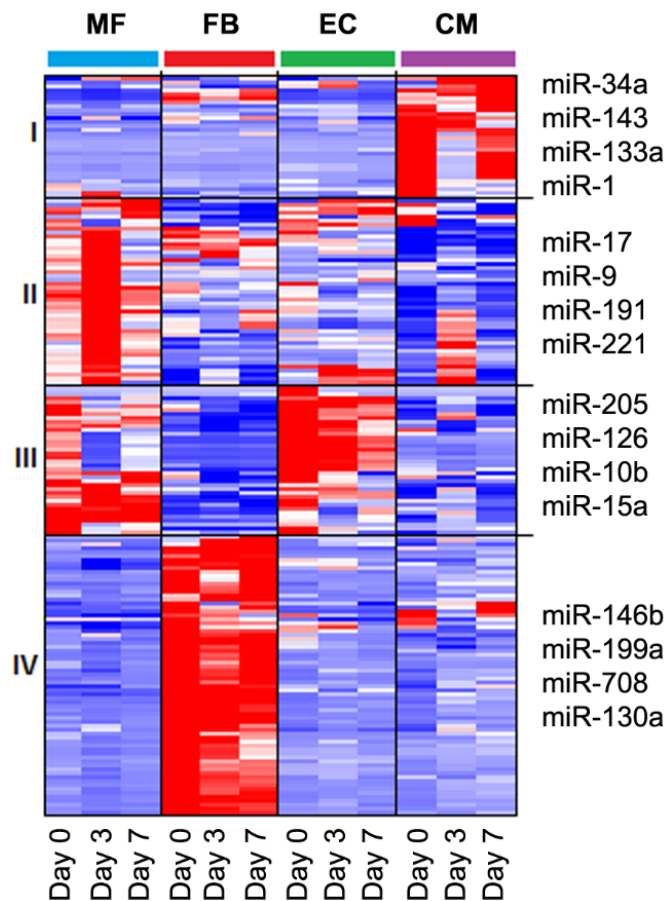 MF FB EC CM
I
miR-34a
miR-143
miR-133a
miR-1
II
miR-17
miR-9
miR-191
miR-221
III
miR-205
miR-126
miR-10b
miR-15a
IV
miR-146b
miR-199a
miR-708
miR-130a
Day 0 Day 3 Day 7 Day 0 Day 3 Day 7 Day 0 Day 3 Day 7 Day 0 Day 3 Day 7